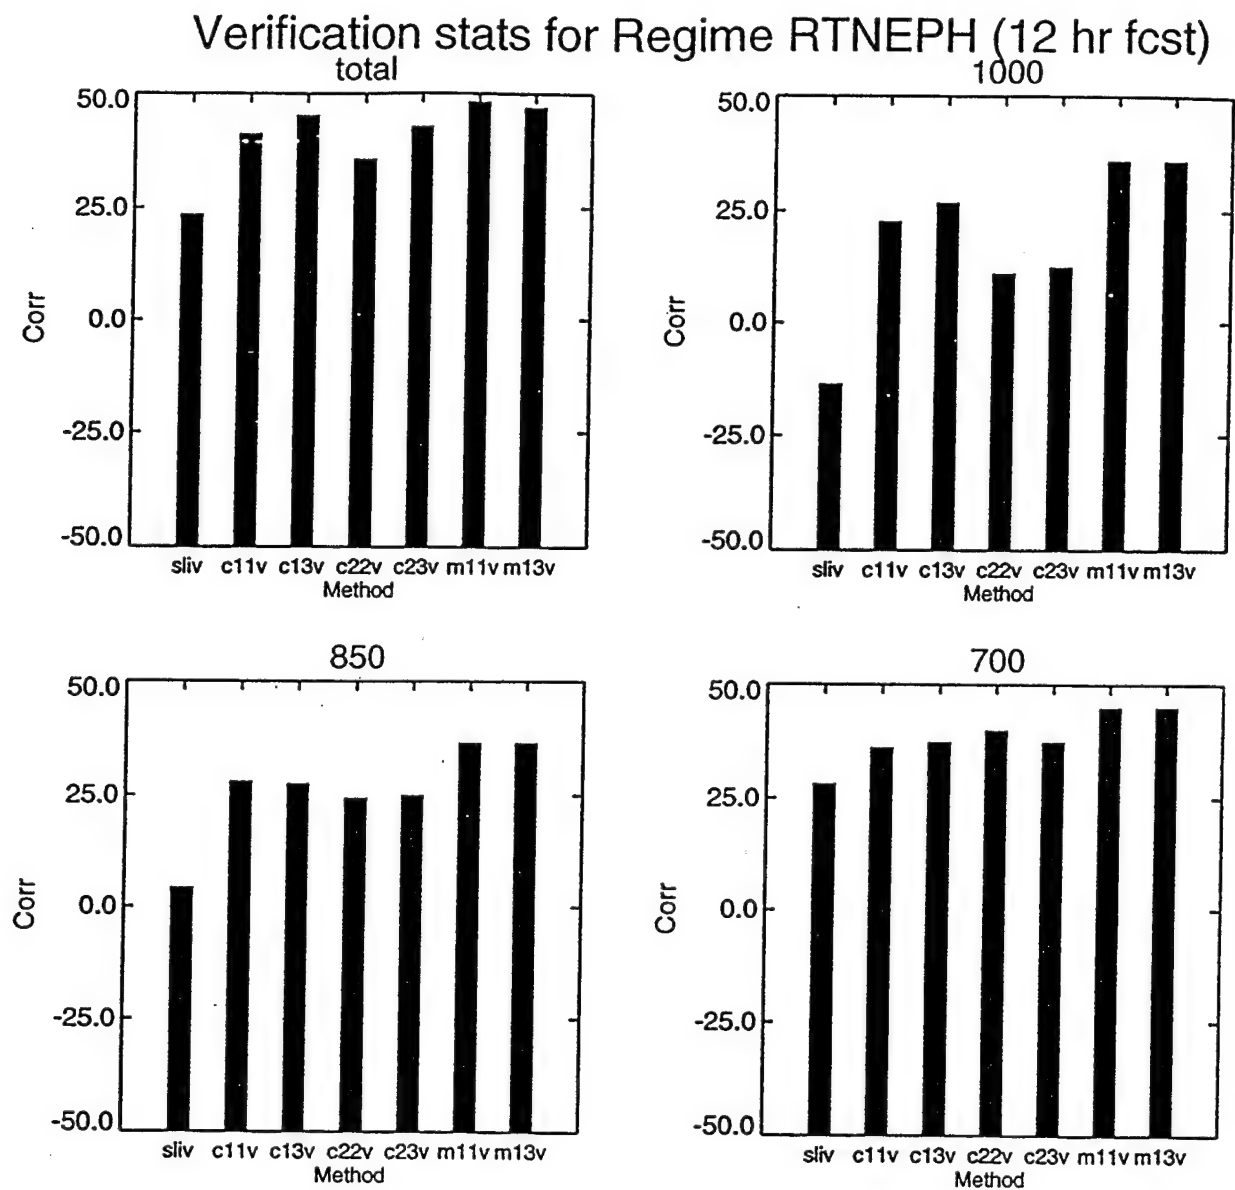 Verification stats for Regime RTNEPH (12 hr fcst)
total
50.0
25.0
0.0
-25.0
-50.0
Corr
sliv c11v c13v c22v c23v m11v m13v
Method
1000
50.0
25.0
0.0
-25.0
-50.0
Corr
sliv c11v c13v c22v c23v m11v m13v
Method
850
50.0
25.0
0.0
-25.0
-50.0
Corr
sliv c11v c13v c22v c23v m11v m13v
Method
700
50.0
25.0
0.0
-25.0
-50.0
Corr
sliv c11v c13v c22v c23v m11v m13v
Method